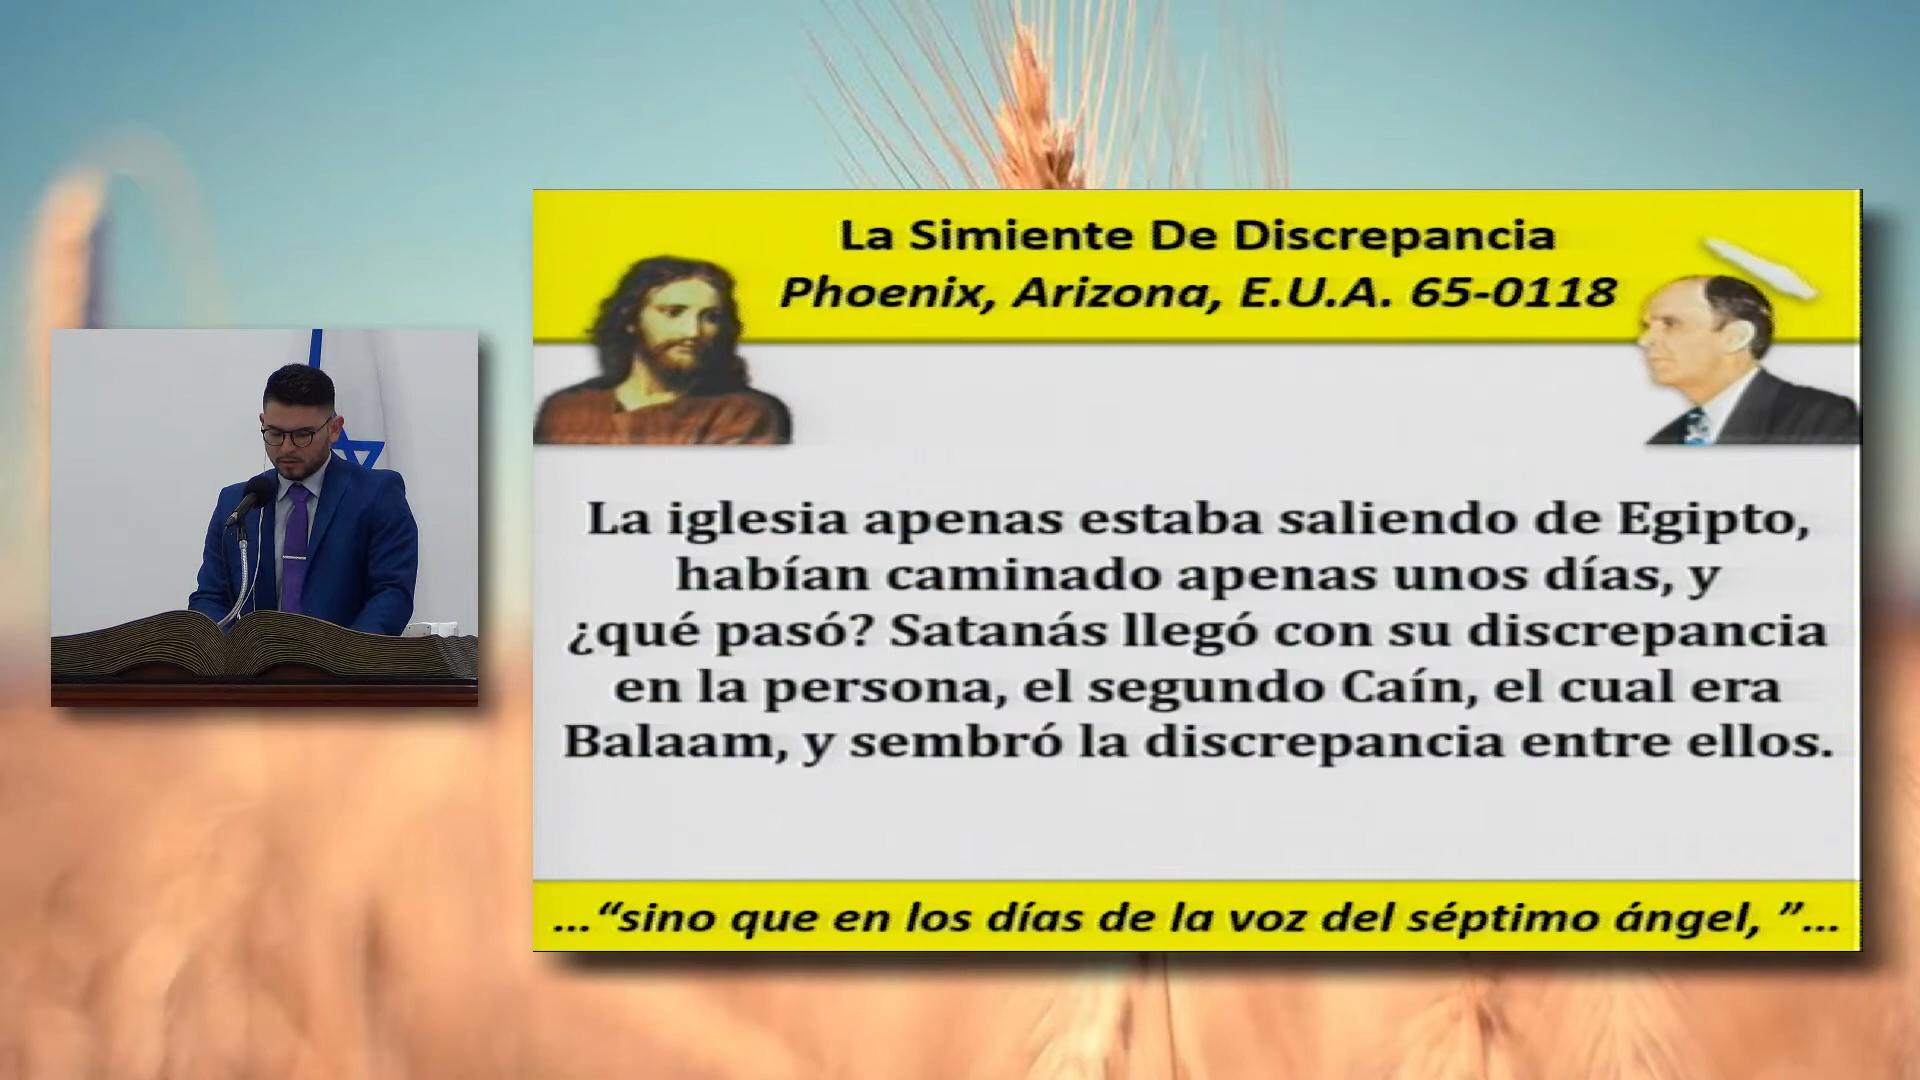 La Simiente De Discrepancia
Phoenix, Arizona, E.U.A. 65-0118
La iglesia apenas estaba saliendo de Egipto,
habían caminado apenas unos días, y
¿qué pasó? Satanás llegó con su discrepancia
en la persona, el segundo Caín, el cual era
Balaam, y sembró la discrepancia entre ellos.
...“sino que en los días de la voz del séptimo ángel, ”...